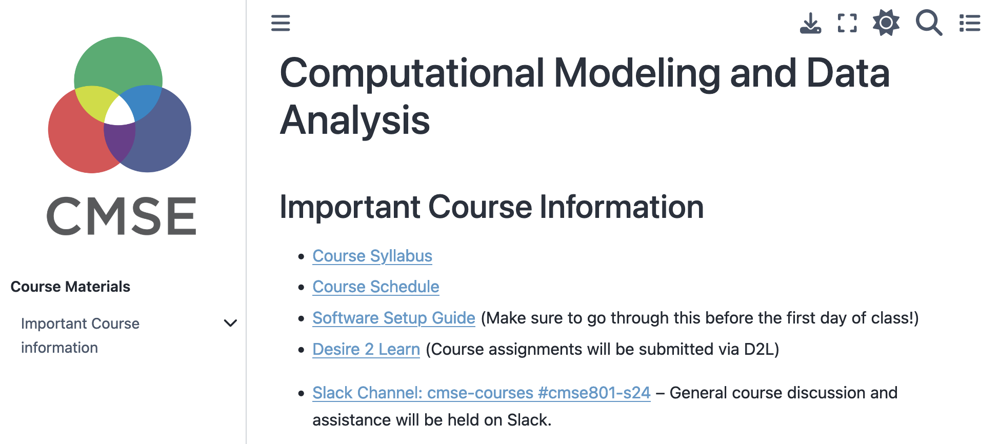 CMSE
Course Materials
Important Course
information
Computational Modeling and Data
Analysis
Important Course Information
• Course Syllabus
• Course Schedule
• Software Setup Guide (Make sure to go through this before the first day of class!)
• Desire 2 Learn (Course assignments will be submitted via D2L)
• Slack Channel: cmse-courses #cmse801-s24 – General course discussion and
assistance will be held on Slack.